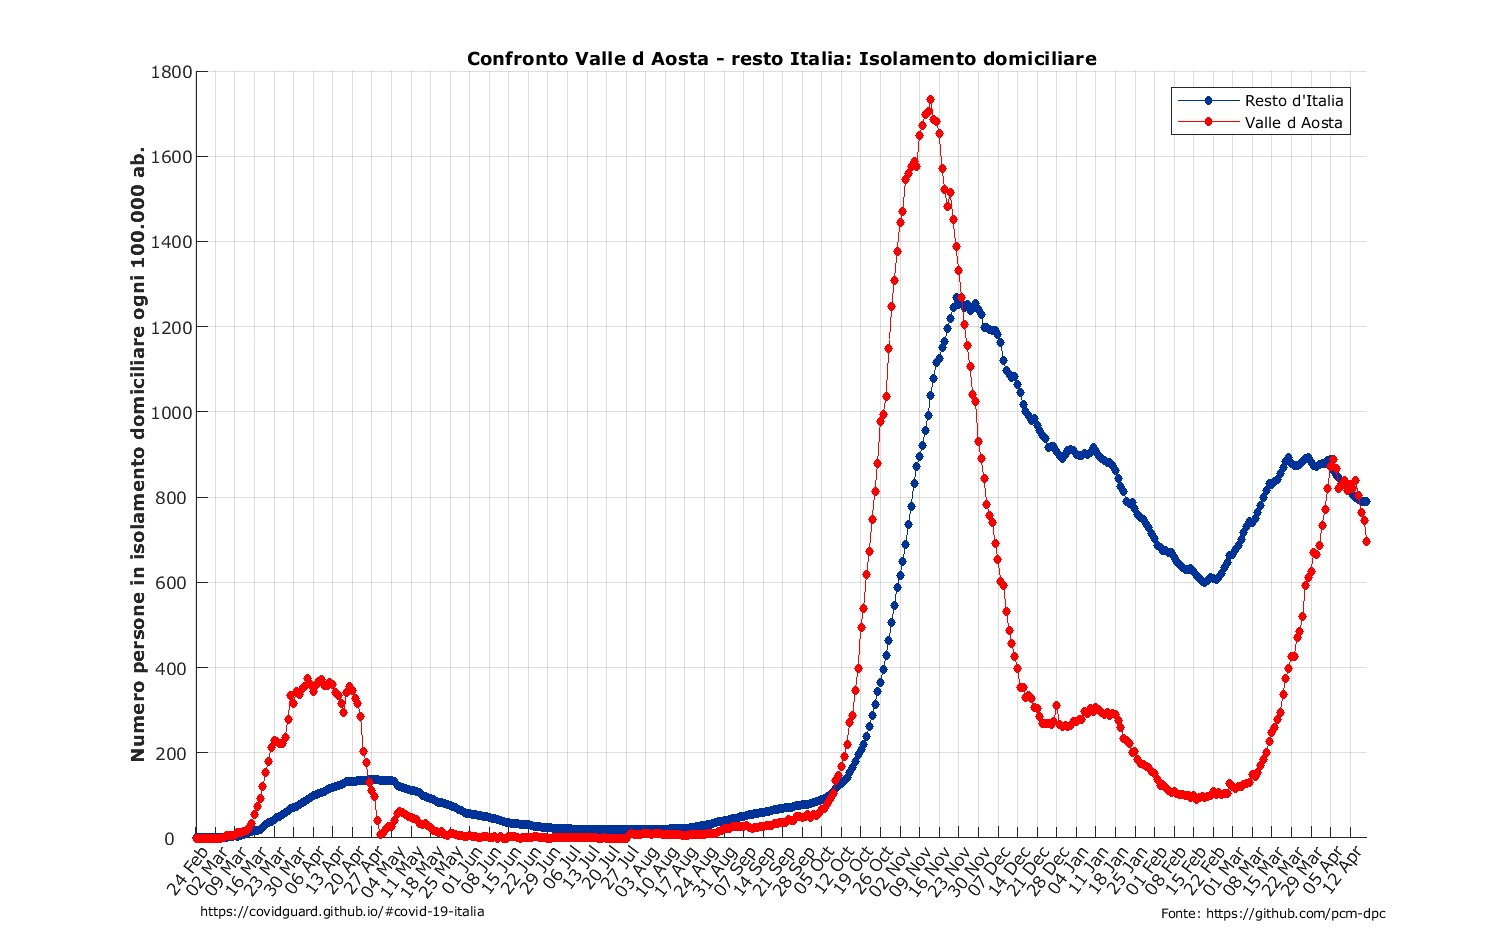 Confronto Valle d Aosta - resto Italia: Isolamento domiciliare
Numero persone in isolamento domiciliare ogni 100.000 ab.
1800
1600
1400
1200
1000
800
600
400
200
0
Resto d'Italia
Valle d Aosta
24 Feb
02 Mar
09 Mar
16 Mar
23 Mar
30 Mar
06 Apr
13 Apr
20 Apr
27 Apr
04 May
11 May
18 May
25 May
01 Jun
08 Jun
15 Jun
22 Jun
29 Jun
06 Jul
13 Jul
20 Jul
27 Jul
03 Aug
10 Aug
17 Aug
24 Aug
31 Aug
07 Sep
14 Sep
21 Sep
28 Sep
05 Oct
12 Oct
19 Oct
26 Oct
02 Nov
09 Nov
16 Nov
23 Nov
30 Nov
07 Dec
14 Dec
21 Dec
28 Dec
04 Jan
11 Jan
18 Jan
25 Jan
01 Feb
08 Feb
15 Feb
22 Feb
01 Mar
08 Mar
15 Mar
22 Mar
29 Mar
05 Apr
12 Apr
https://covidguard.github.io/#covid-19-italia
Fonte: https://github.com/pcm-dpc